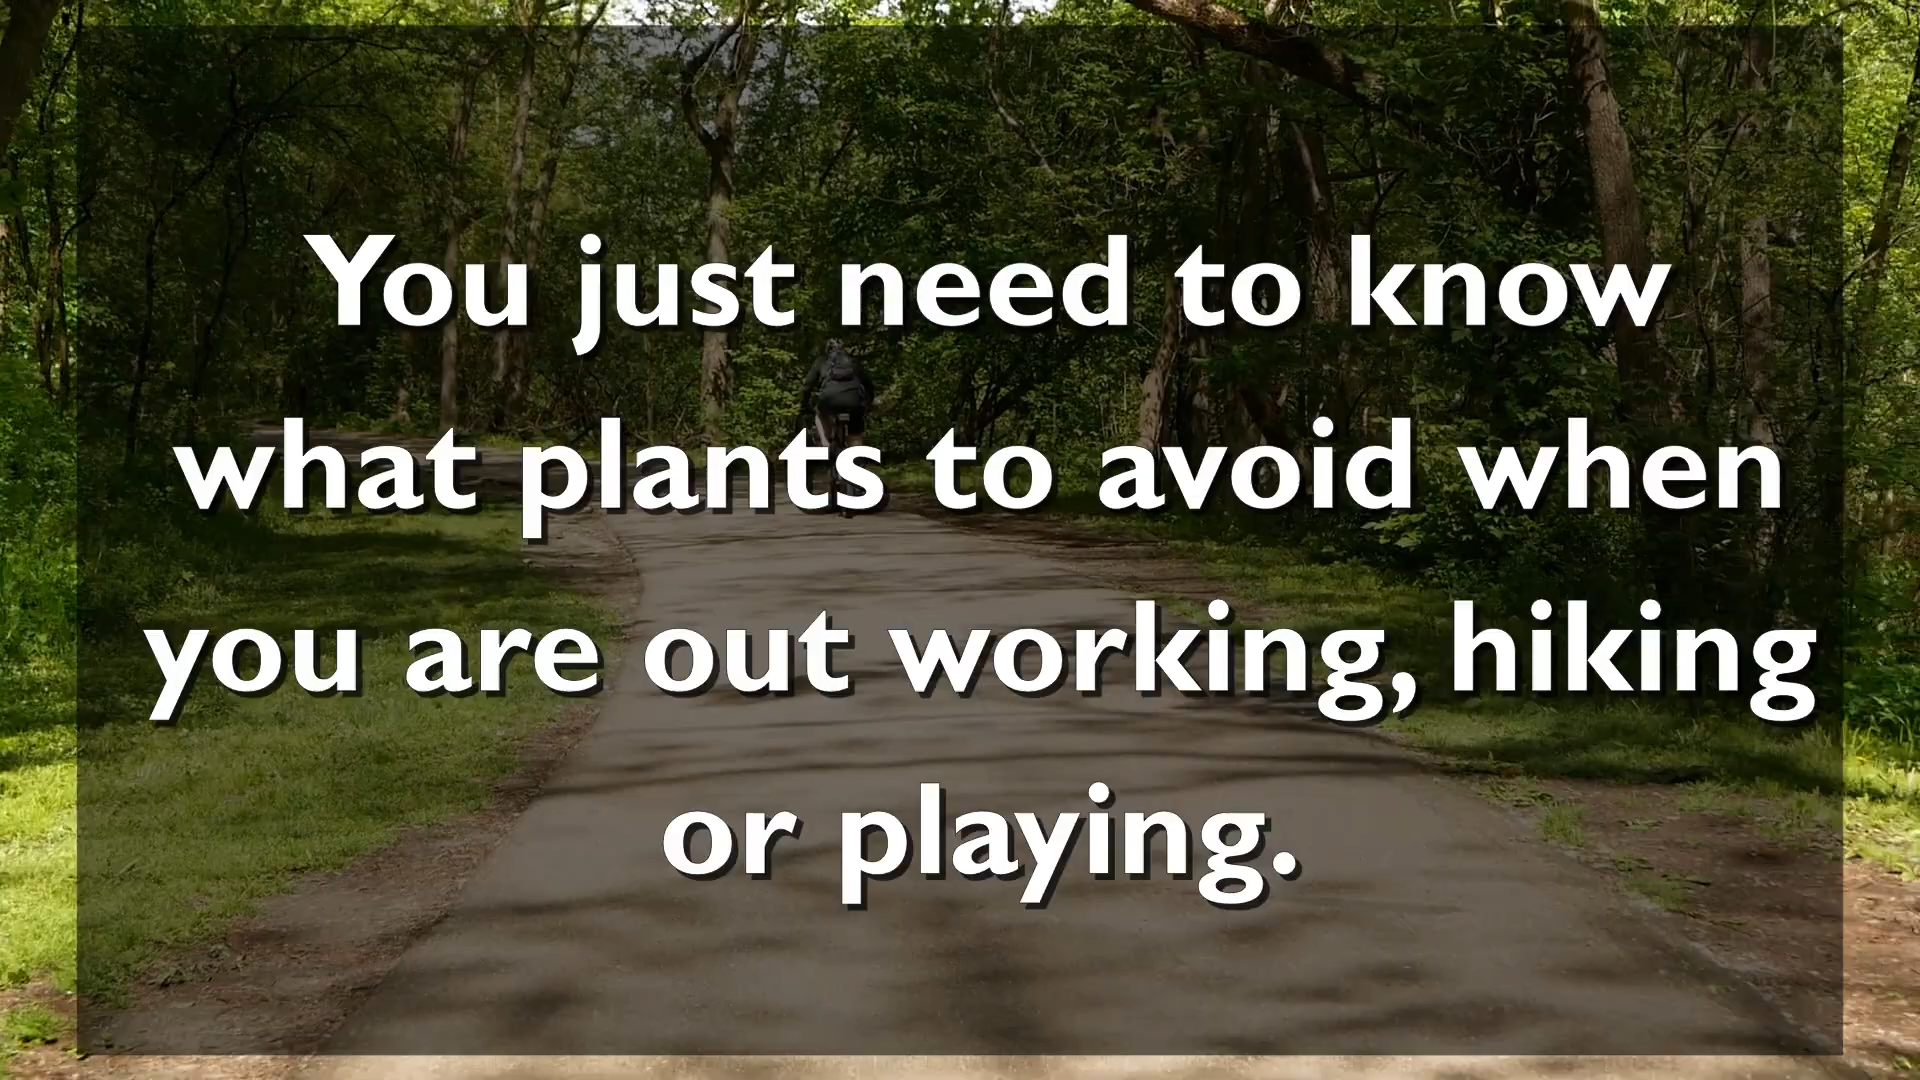 You just need to know
what plants to avoid when
you are out working, hiking
or playing.